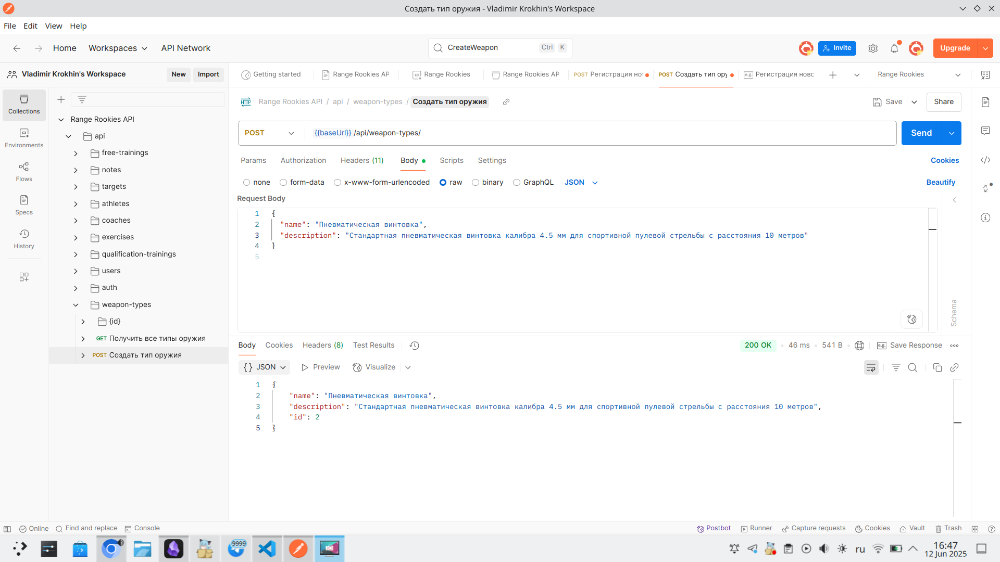 Создать тип оружия - Vladimir Krokhin's Workspace
File Edit View Help
Home Workspaces API Network
CreateWeapon Ctrl K
Invite
Upgrade
Vladimir Krokhin's Workspace New Import
Getting started
Range Rookies AP
Range Rookies
Range Rookies AP
POST Регистрация но
POST Создать тип ору
e.g. Регистрация новс
Range Rookies
Collections
Environments
Flows
Specs
History
Range Rookies API
api
free-trainings
notes
targets
athletes
coaches
exercises
qualification-trainings
users
auth
weapon-types
{id}
GET Получить все типы оружия
POST Создать тип оружия
HTTP Range Rookies API / api / weapon-types / Создать тип оружия
Save Share
POST {{baseUrl}} /api/weapon-types/ Send
Params Authorization Headers (11) Body Scripts Settings Cookies
none form-data x-www-form-urlencoded raw binary GraphQL JSON Beautify
Request Body
1 {
2 "name": "Пневматическая винтовка",
3 "description": "Стандартная пневматическая винтовка калибра 4.5 мм для спортивной пулевой стрельбы с расстояния 10 метров"
4 }
5
Schema
Body Cookies Headers (8) Test Results 200 OK 46 ms 541 B e.g. Save Response
{} JSON Preview Visualize
1 {
2 "name": "Пневматическая винтовка",
3 "description": "Стандартная пневматическая винтовка калибра 4.5 мм для спортивной пулевой стрельбы с расстояния 10 метров",
4 "id": 2
5 }
Online Find and replace Console Postbot Runner Capture requests Cookies Vault Trash
9999
ru
16:47
12 Jun 2025